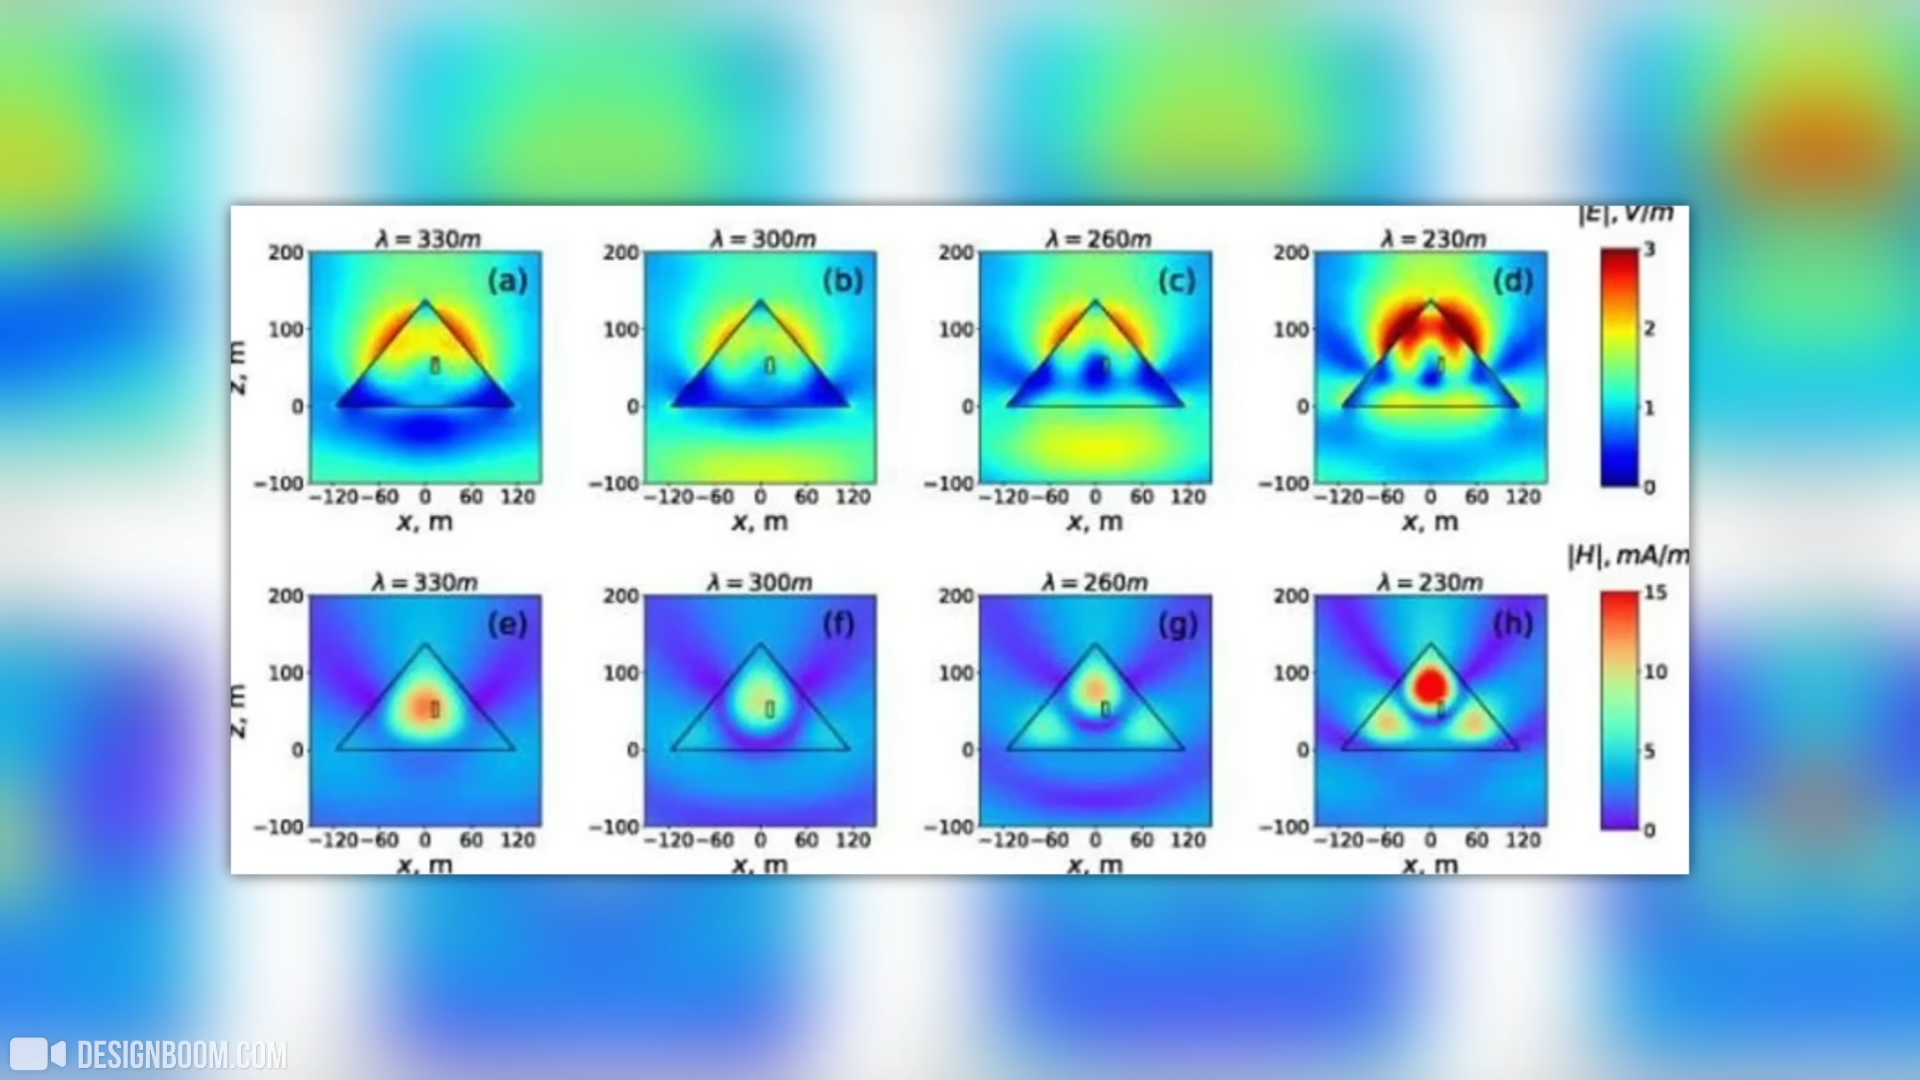 |E|, V/m
λ = 330m λ = 300m λ = 260m λ = 230m
200 (a) 200 (b) 200 (c) 200 (d) 3
100 100 100 100 2
z, m
0 0 0 0 1
−100 −100 −100 −100 0
−120 −60 0 60 120 −120 −60 0 60 120 −120 −60 0 60 120 −120 −60 0 60 120
x, m x, m x, m x, m
|H|, mA/m
λ = 330m λ = 300m λ = 260m λ = 230m
200 (e) 200 (f) 200 (g) 200 (h) 15
100 100 100 100 10
z, m
0 0 0 0 5
−100 −100 −100 −100 0
−120 −60 0 60 120 −120 −60 0 60 120 −120 −60 0 60 120 −120 −60 0 60 120
x, m x, m x, m x, m
DESIGNBOOM.COM